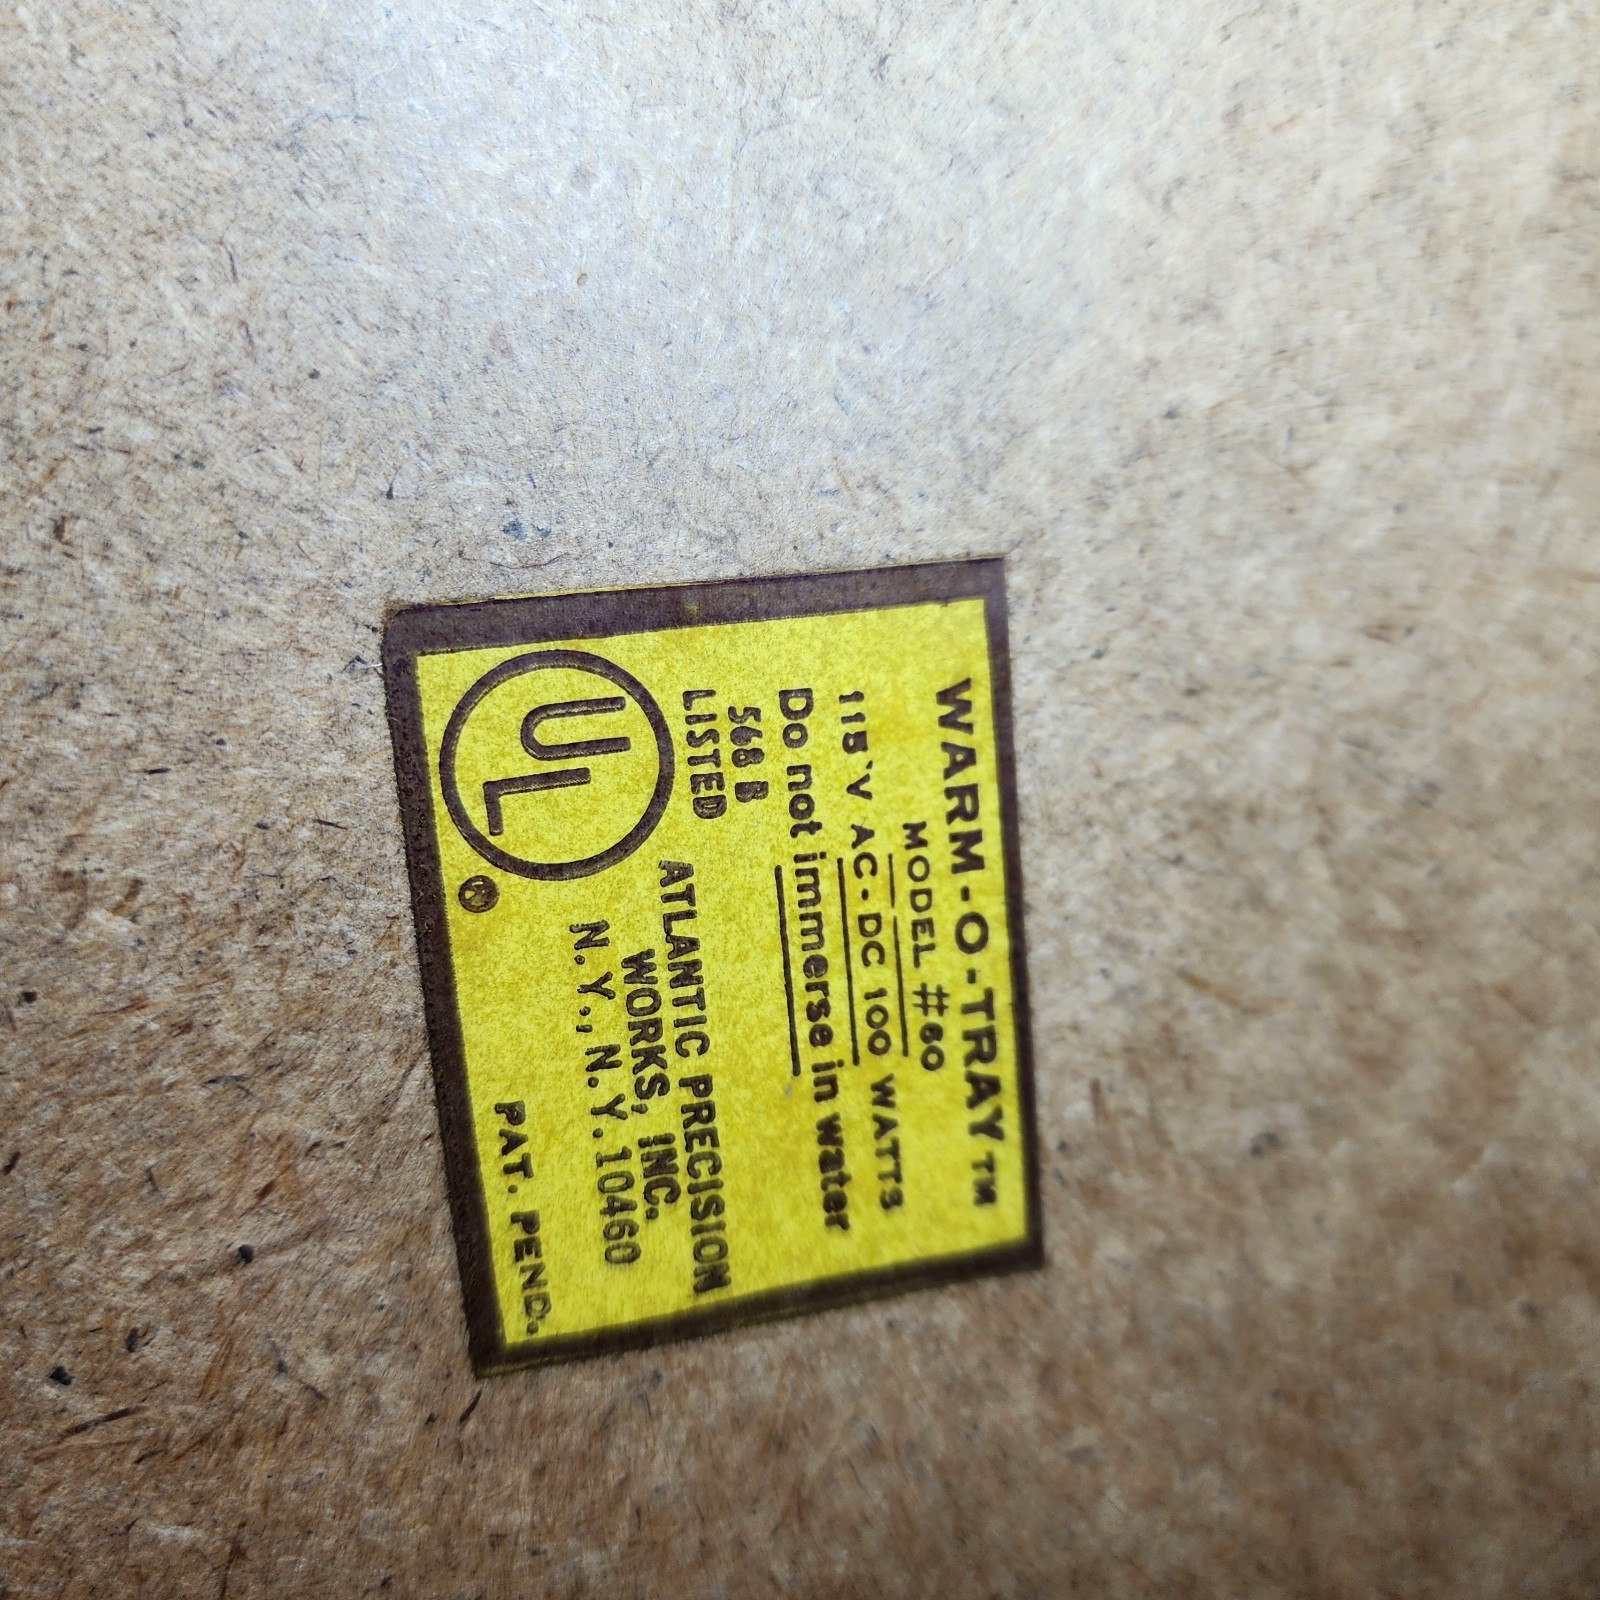 WARM-O-TRAY TM
MODEL #60
115 V AC-DC 100 WATTS
Do not immerse in water
568 B
LISTED
UL
®
ATLANTIC PRECISION
WORKS, INC.
N.Y., N.Y. 10460
PAT. PEND.